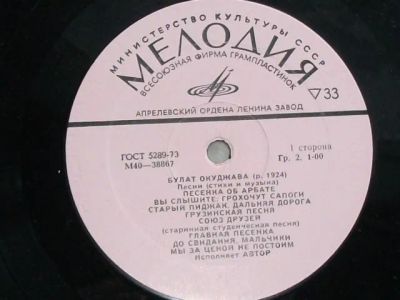 МИНИСТЕРСТВО КУЛЬТУРЫ СССР
МЕЛОДИЯ
ВСЕСОЮЗНАЯ ФИРМА ГРАМПЛАСТИНОК
33
АПРЕЛЕВСКИЙ ОРДЕНА ЛЕНИНА ЗАВОД
ГОСТ 5289-73
М40-38867
1 сторона
Гр. 2. 1-00
БУЛАТ ОКУДЖАВА (р. 1924)
Песни (стихи и музыка)
ПЕСЕНКА ОБ АРБАТЕ
ВЫ СЛЫШИТЕ: ГРОХОЧУТ САПОГИ
СТАРЫЙ ПИДЖАК, ДАЛЬНЯЯ ДОРОГА
ГРУЗИНСКАЯ ПЕСНЯ
СОЮЗ ДРУЗЕЙ
(старинная студенческая песня)
ГЛАВНАЯ ПЕСЕНКА
ДО СВИДАНИЯ, МАЛЬЧИКИ
МЫ ЗА ЦЕНОЙ НЕ ПОСТОИМ
Исполняет АВТОР